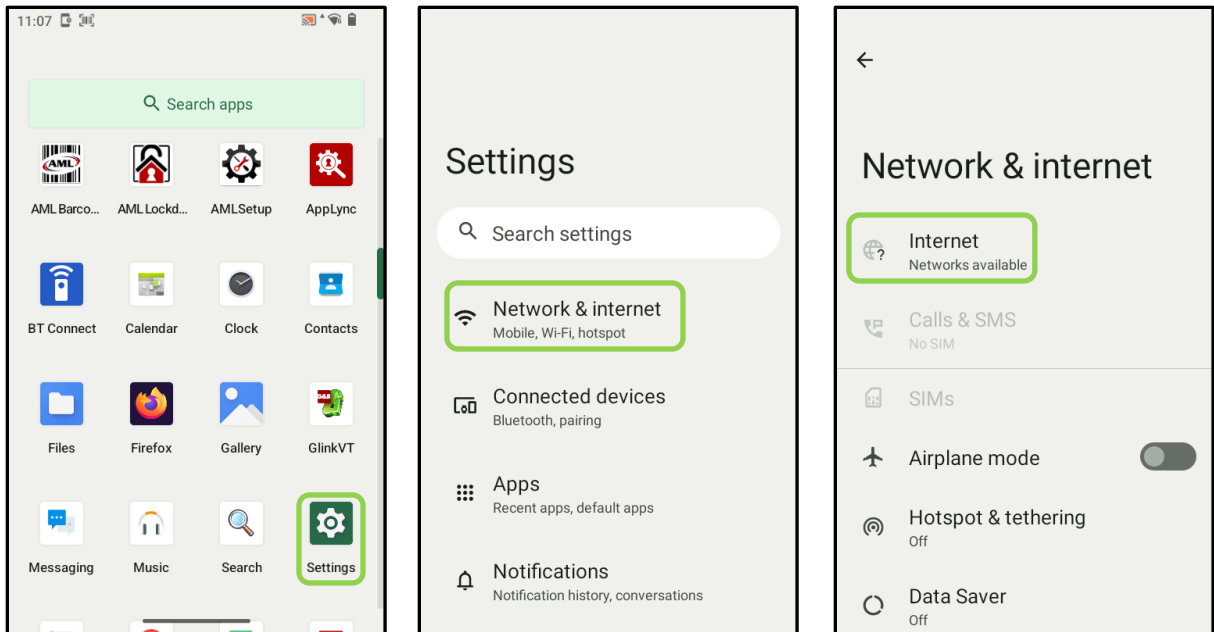 11:07
Search apps
AML
AML Barco...
AML Lockd...
AMLSetup
AppLync
BT Connect
Calendar
Clock
Contacts
Files
Firefox
Gallery
GlinkVT
Messaging
Music
Search
Settings
Settings
Search settings
Network & internet
Mobile, Wi-Fi, hotspot
Connected devices
Bluetooth, pairing
Apps
Recent apps, default apps
Notifications
Notification history, conversations
Network & internet
Internet
Networks available
Calls & SMS
No SIM
SIMs
Airplane mode
Hotspot & tethering
Off
Data Saver
Off